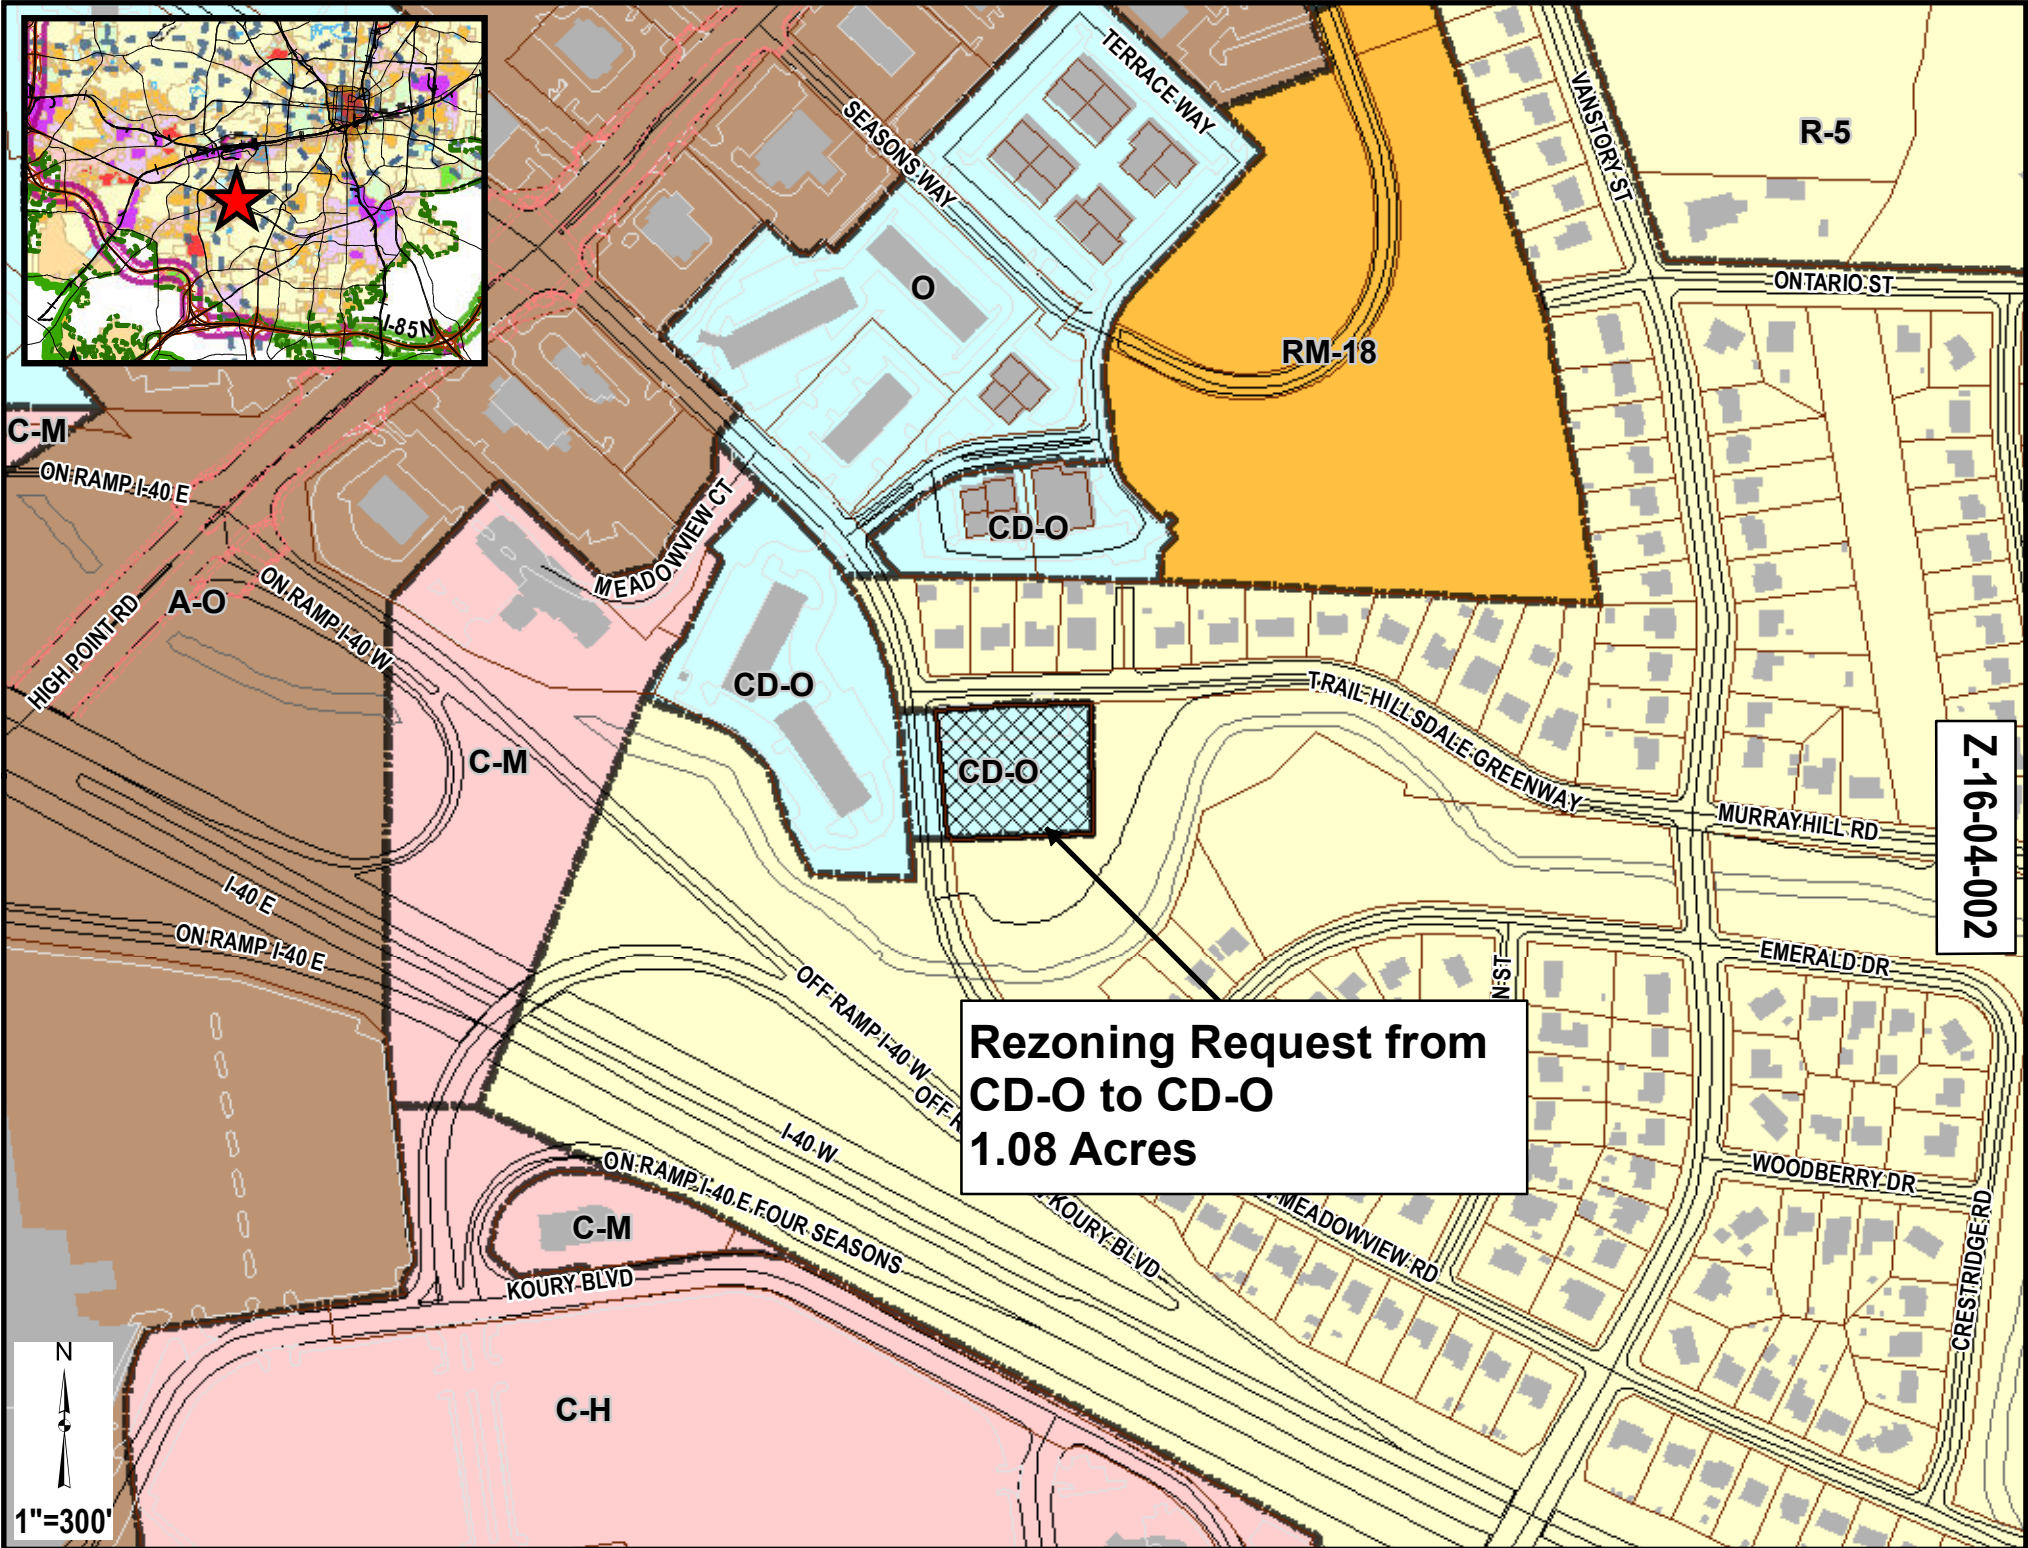 I-85N
TERRACE WAY
SEASONS WAY
VANSTORY ST
R-5
ONTARIO ST
O
RM-18
C-M
ON RAMP I-40 E
MEADOWVIEW CT
CD-O
A-O
HIGH POINT RD
ON RAMP I-40 W
CD-O
TRAIL HILLSDALE GREENWAY
C-M
CD-O
MURRAYHILL RD
Z-16-04-002
I-40 E
ON RAMP I-40 E
OFF RAMP I-40 W
EMERALD DR
N ST
Rezoning Request from
CD-O to CD-O
1.08 Acres
OFF R
I-40 W
ON RAMP I-40 E FOUR SEASONS
KOURY BLVD
MEADOWVIEW RD
WOODBERRY DR
CRESTRIDGE RD
C-M
KOURY BLVD
C-H
N
1"=300'